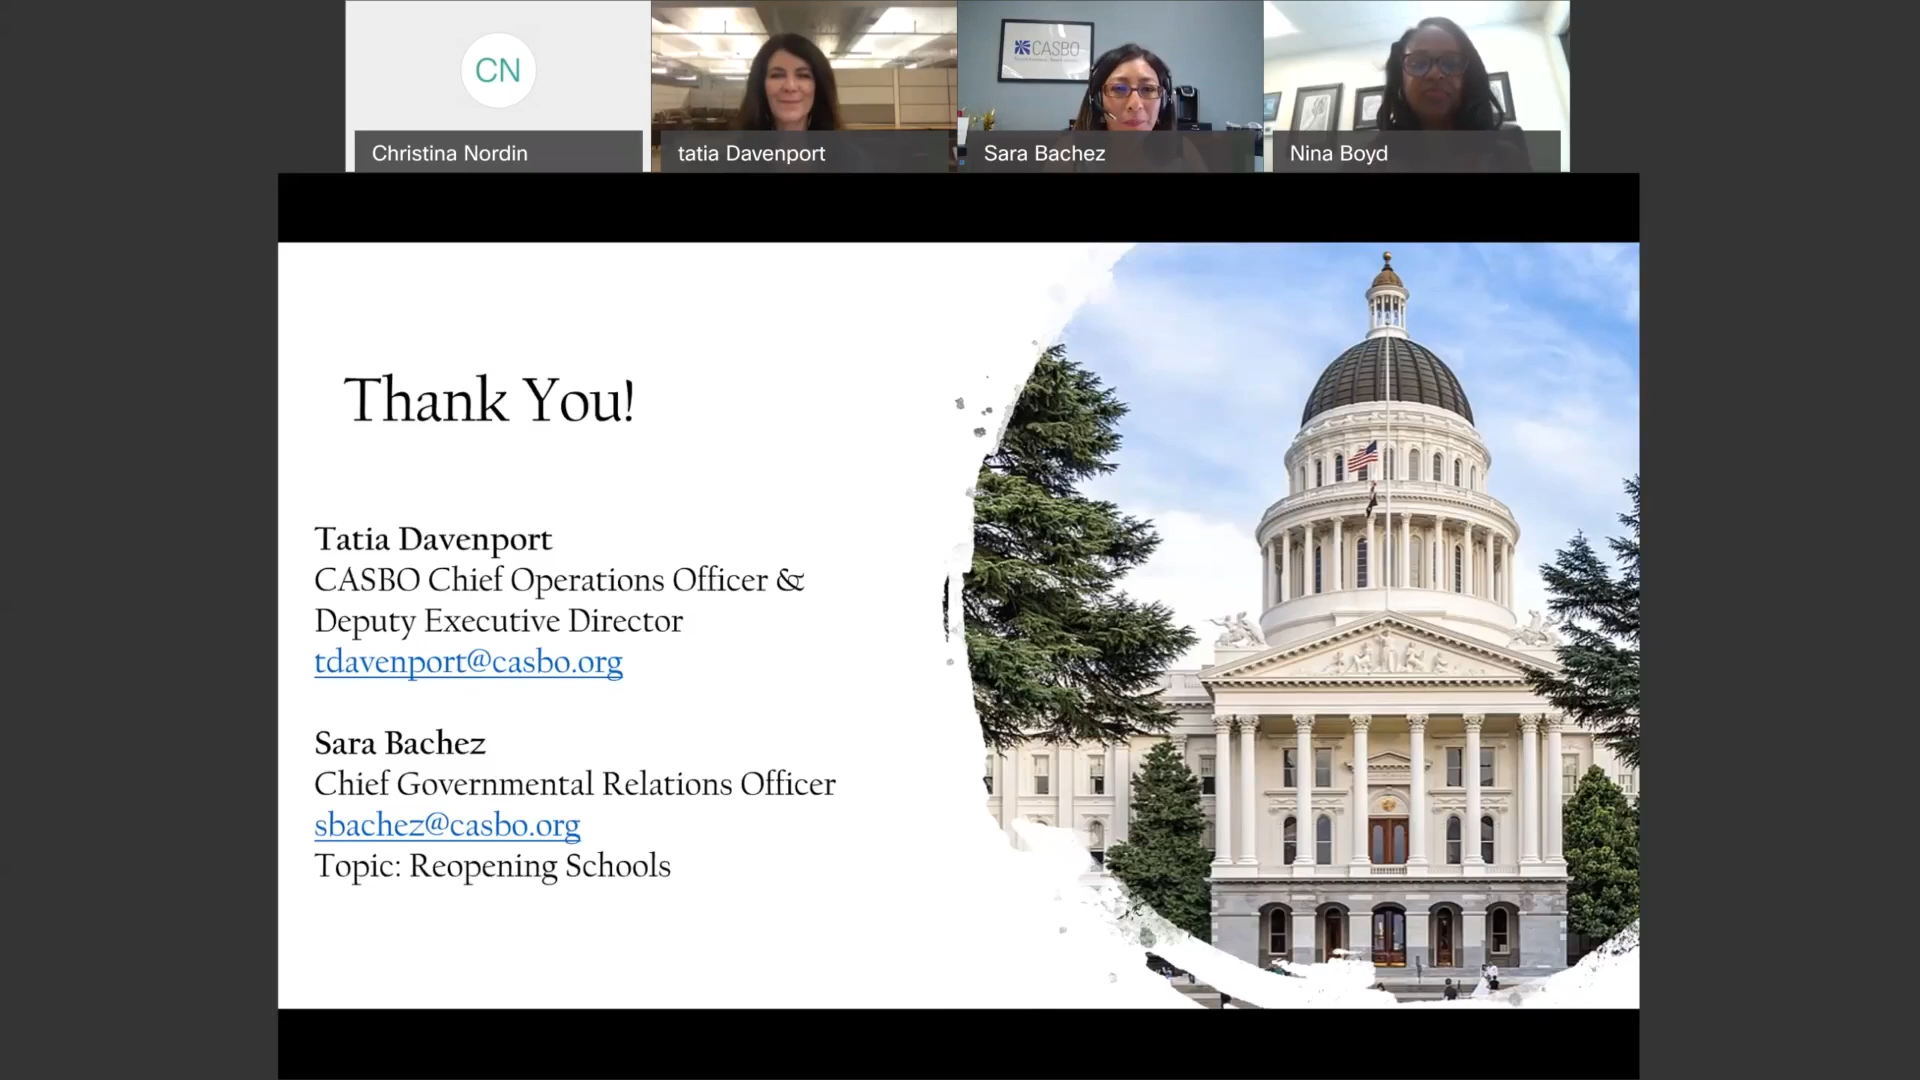 CN
Christina Nordin
tatia Davenport
CASBO
Sara Bachez
Nina Boyd
Thank You!
Tatia Davenport
CASBO Chief Operations Officer &
Deputy Executive Director
tdavenport@casbo.org
Sara Bachez
Chief Governmental Relations Officer
sbachez@casbo.org
Topic: Reopening Schools